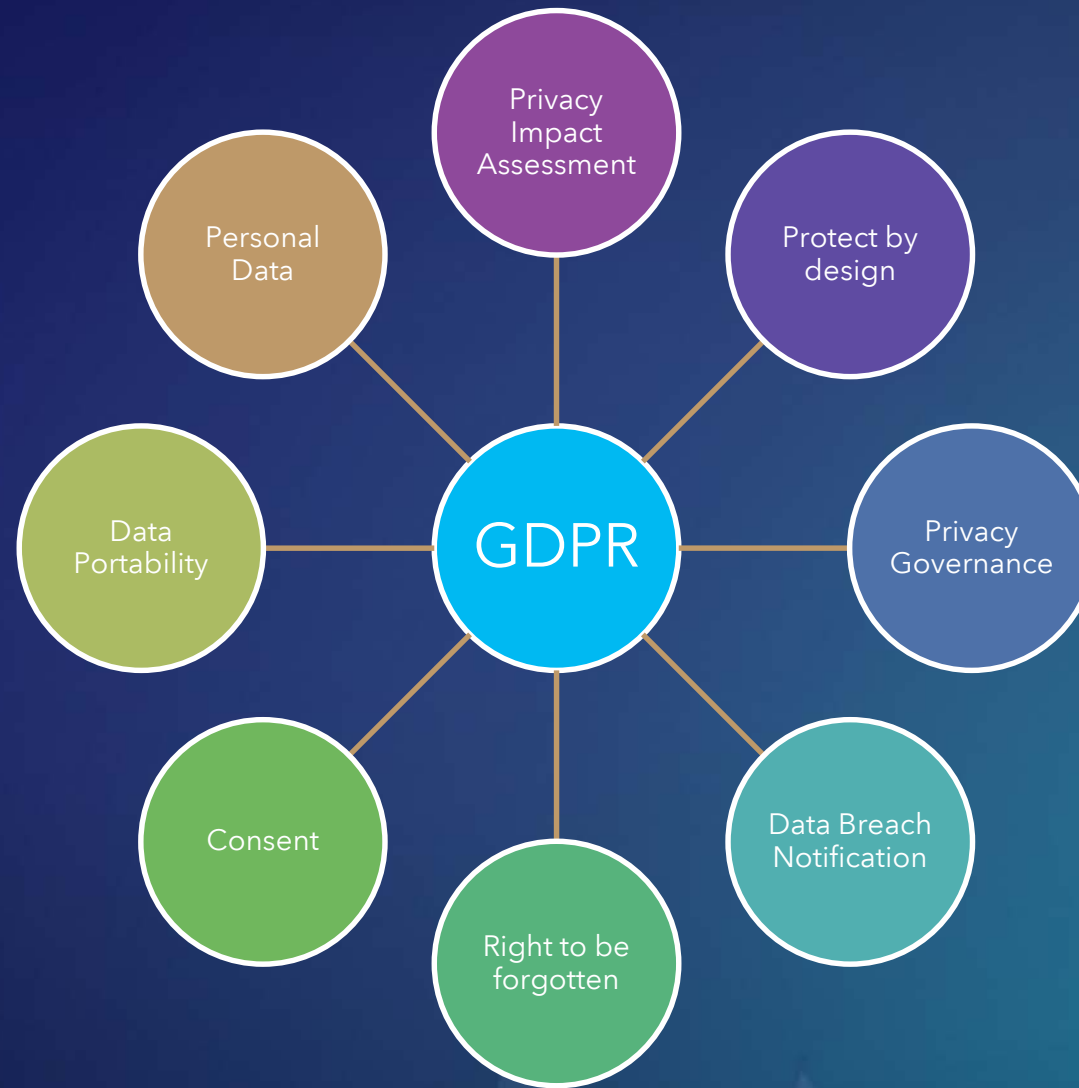 Privacy
Impact
Assessment
Protect by
design
Privacy
Governance
Data Breach
Notification
Right to be
forgotten
Consent
Data
Portability
Personal
Data
GDPR